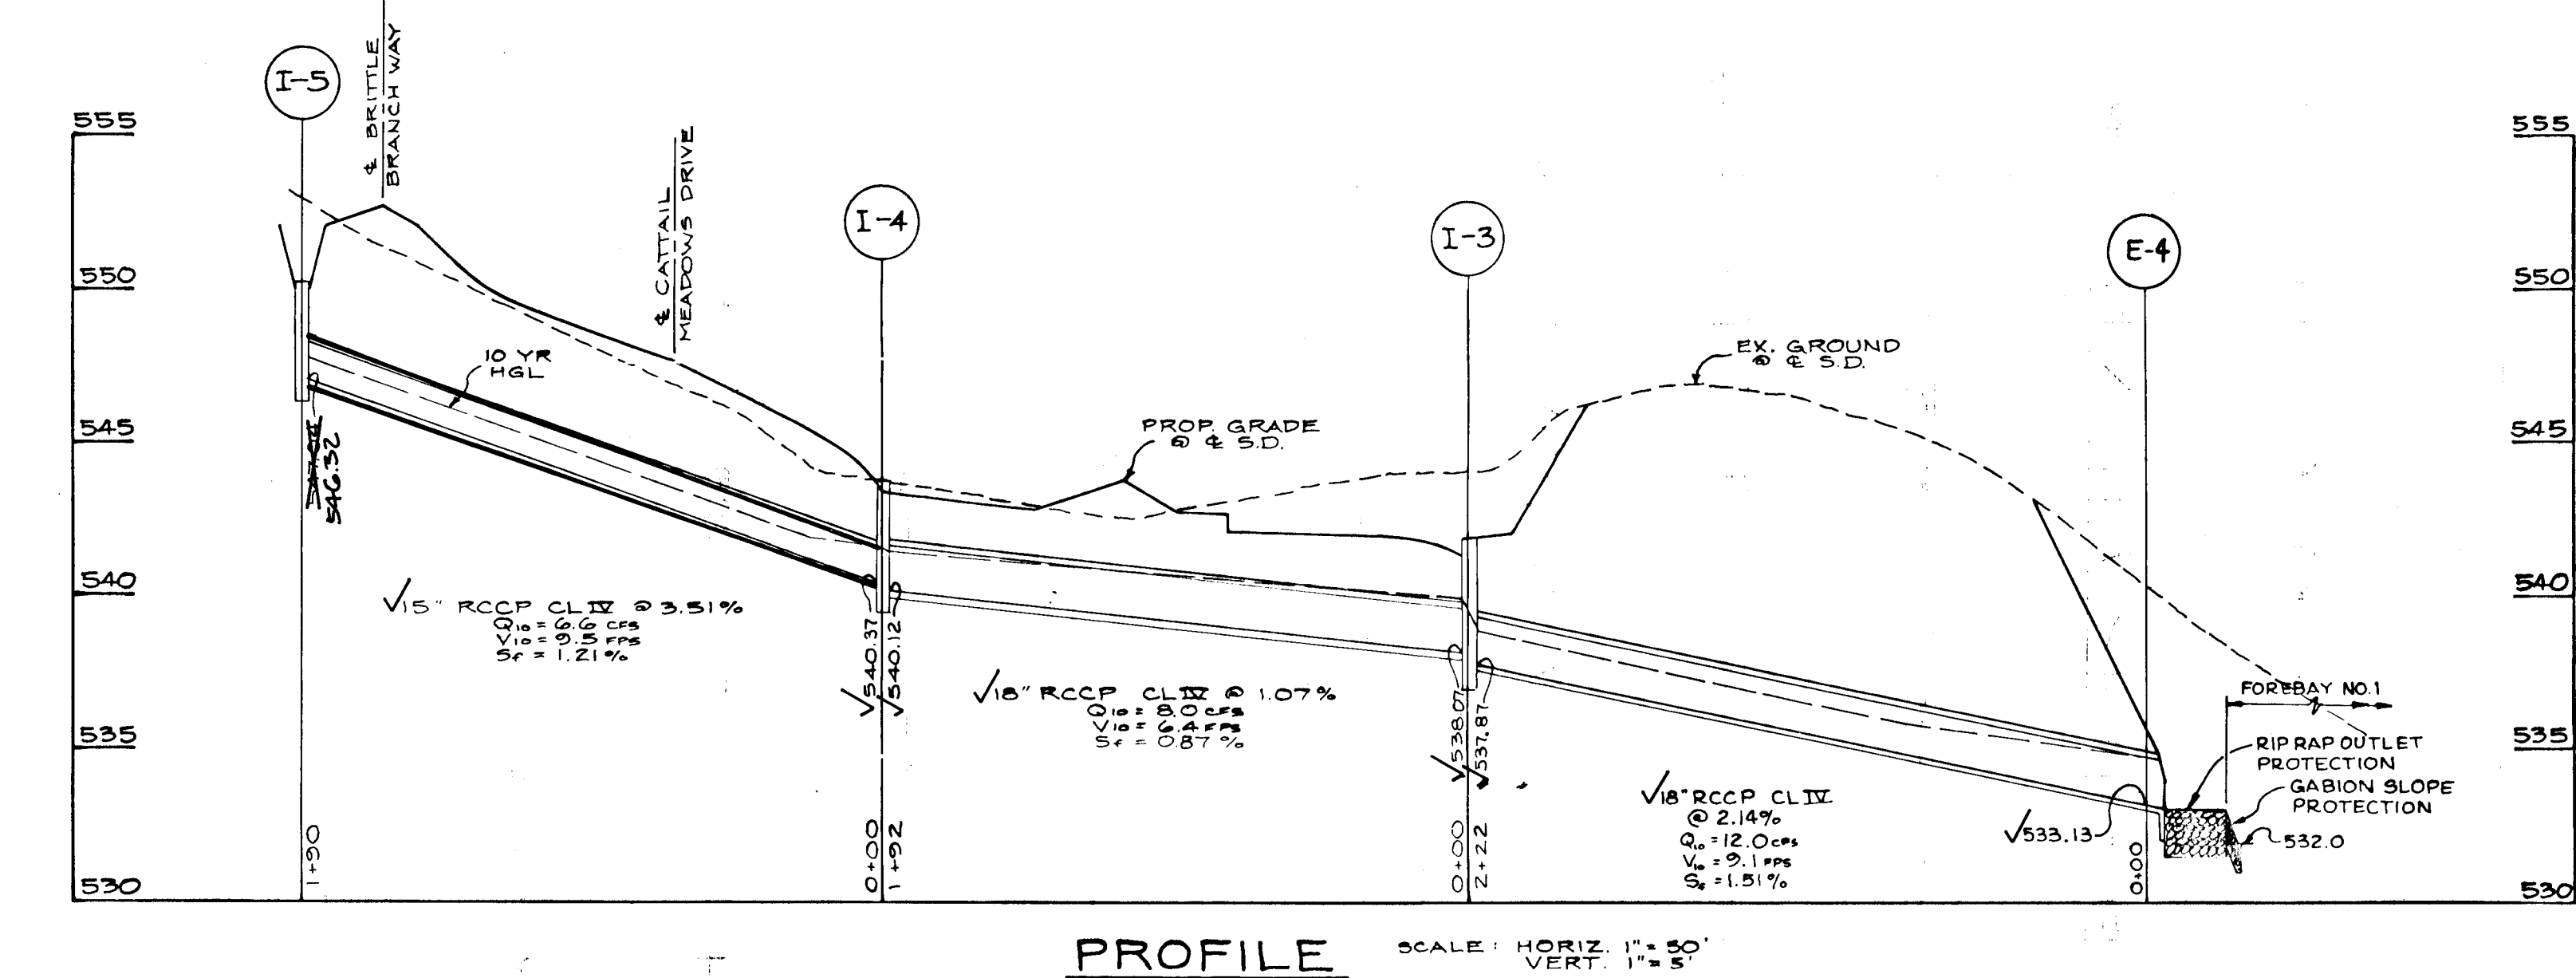 I-5
℄ BRITTLE
BRANCH WAY
℄ CATTAIL
MEADOWS DRIVE
I-4
I-3
E-4
555
555
550
550
545
545
540
540
535
535
530
530
10 YR
HGL
546.32
PROP. GRADE
@ ℄ S.D.
EX. GROUND
@ ℄ S.D.
√15" RCCP CL IV @ 3.51%
Q10 = 6.6 CFS
V10 = 9.5 FPS
Sf = 1.21%
√540.37
√540.12
√18" RCCP CL IV @ 1.07%
Q10 = 8.0 CFS
V10 = 6.4 FPS
Sf = 0.87 %
√538.07
√537.87
√18" RCCP CL IV
@ 2.14%
Q10 = 12.0 CFS
V10 = 9.1 FPS
Sf = 1.51%
√533.13
FOREBAY NO.1
RIP RAP OUTLET
PROTECTION
GABION SLOPE
PROTECTION
532.0
1+90
0+00
1+92
0+00
2+22
0+00
PROFILE
SCALE: HORIZ. 1" = 50'
VERT. 1" = 5'